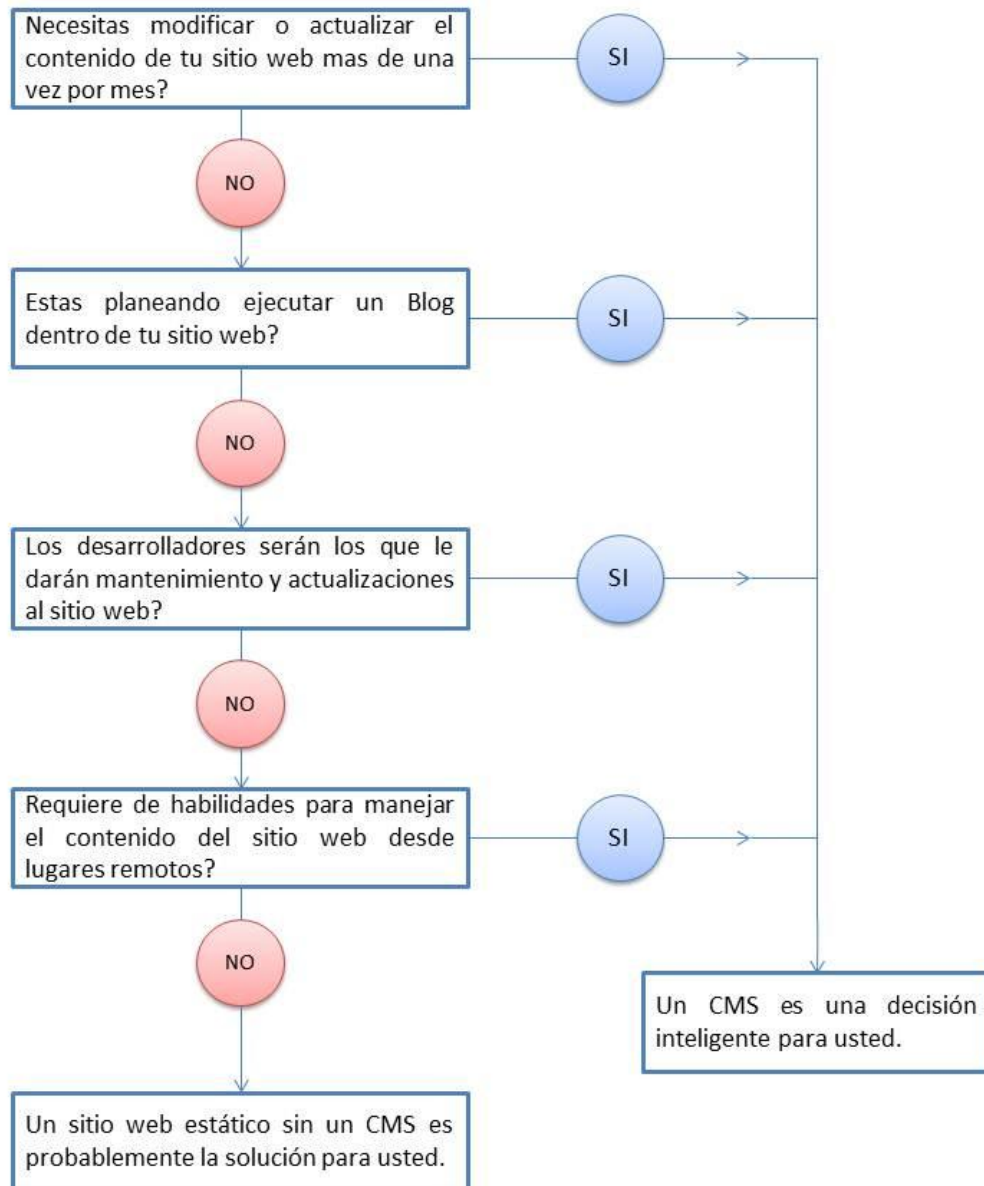 Necesitas modificar o actualizar el
contenido de tu sitio web mas de una
vez por mes?
SI
NO
Estas planeando ejecutar un Blog
dentro de tu sitio web?
SI
NO
Los desarrolladores serán los que le
darán mantenimiento y actualizaciones
al sitio web?
SI
NO
Requiere de habilidades para manejar
el contenido del sitio web desde
lugares remotos?
SI
NO
Un CMS es una decisión
inteligente para usted.
Un sitio web estático sin un CMS es
probablemente la solución para usted.